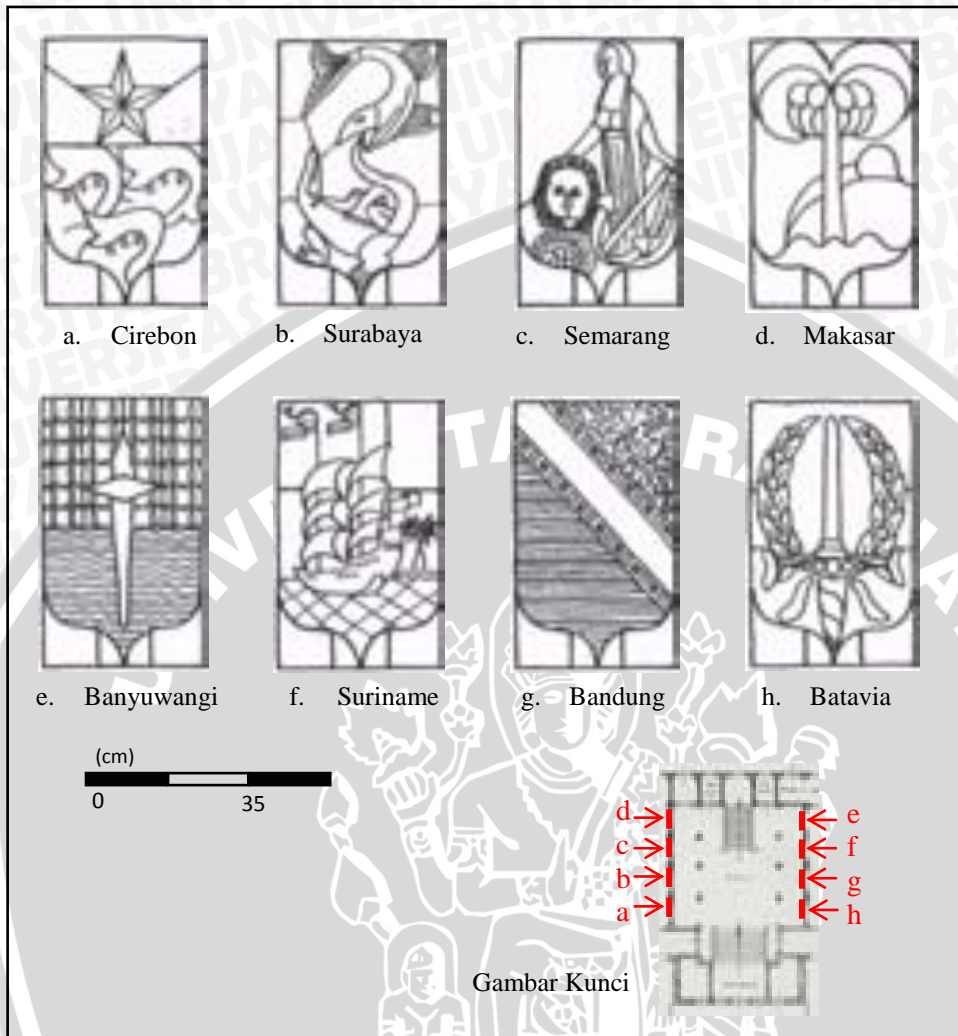 a. Cirebon
b. Surabaya
c. Semarang
d. Makasar
e. Banyuwangi
f. Suriname
g. Bandung
h. Batavia
(cm)
0 35
d e
c f
b g
a h
Gambar Kunci